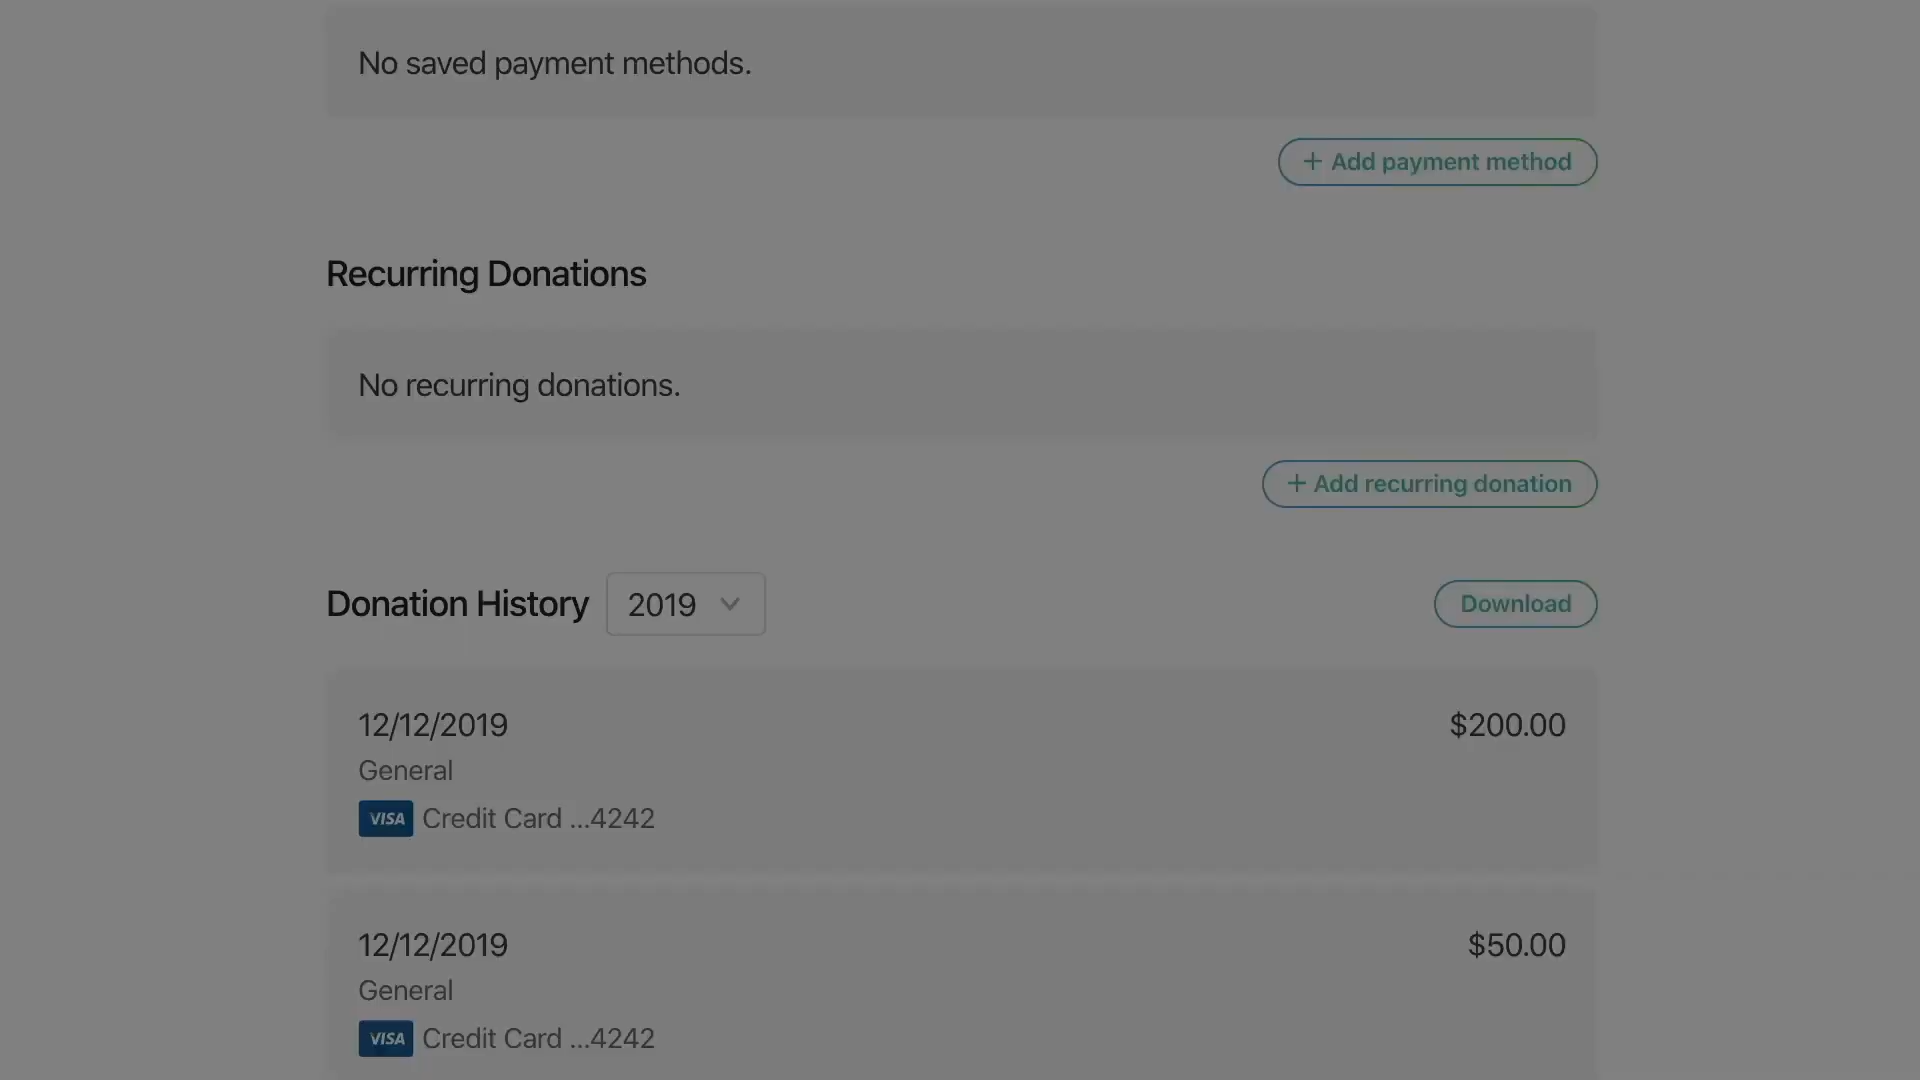 No saved payment methods.
+ Add payment method
Recurring Donations
No recurring donations.
+ Add recurring donation
Donation History 2019 Download
12/12/2019 $200.00
General
VISA Credit Card ...4242
12/12/2019 $50.00
General
VISA Credit Card ...4242